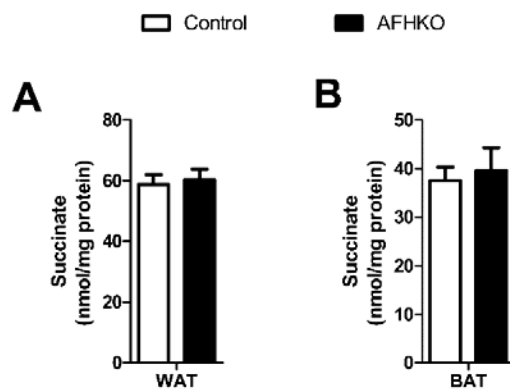 Control
AFHKO
A
B
Succinate
(nmol/mg protein)
80
60
40
20
0
WAT
Succinate
(nmol/mg protein)
50
40
30
20
10
0
BAT